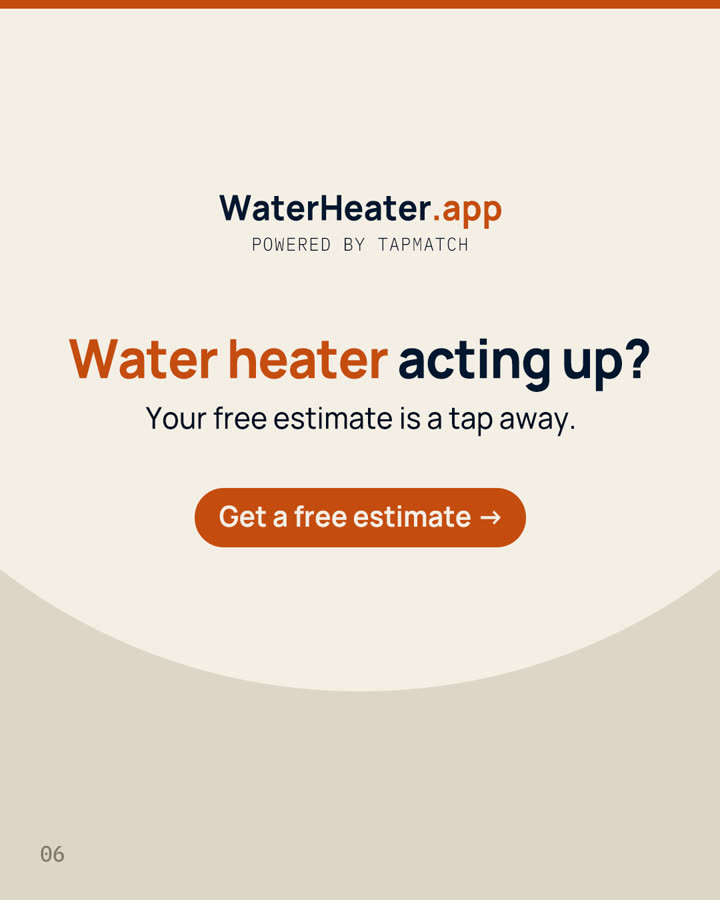 WaterHeater.app
POWERED BY TAPMATCH
Water heater acting up?
Your free estimate is a tap away.
Get a free estimate →
06